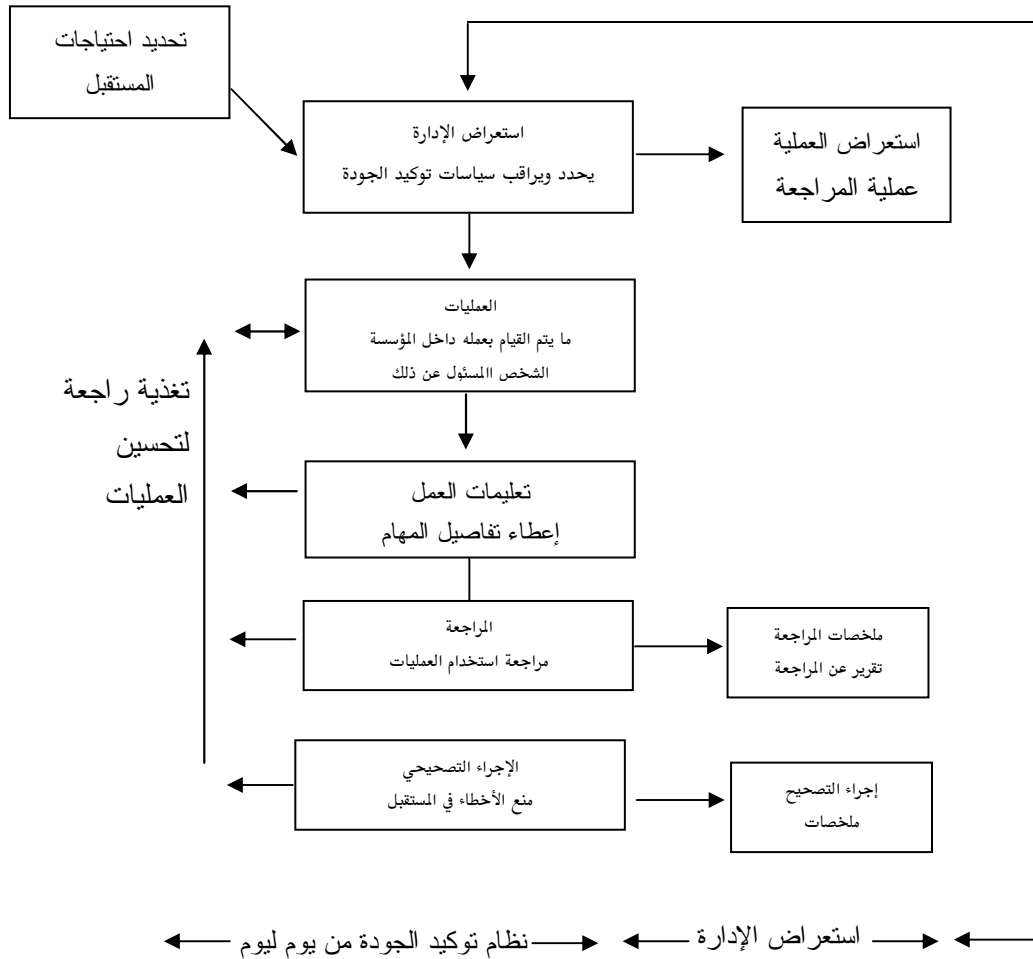 تحديد احتياجات
المستقبل
استعراض الإدارة
يحدد ويراقب سياسات توكيد الجودة
استعراض العملية
عملية المراجعة
العمليات
ما يتم القيام بعمله داخل المؤسسة
الشخص االمسئول عن ذلك
تغذية راجعة
لتحسين
العمليات
تعليمات العمل
إعطاء تفاصيل المهام
المراجعة
مراجعة استخدام العمليات
ملخصات المراجعة
تقرير عن المراجعة
الإجراء التصحيحي
منع الأخطاء في المستقبل
إجراء التصحيح
ملخصات
استعراض الإدارة
نظام توكيد الجودة من يوم ليوم